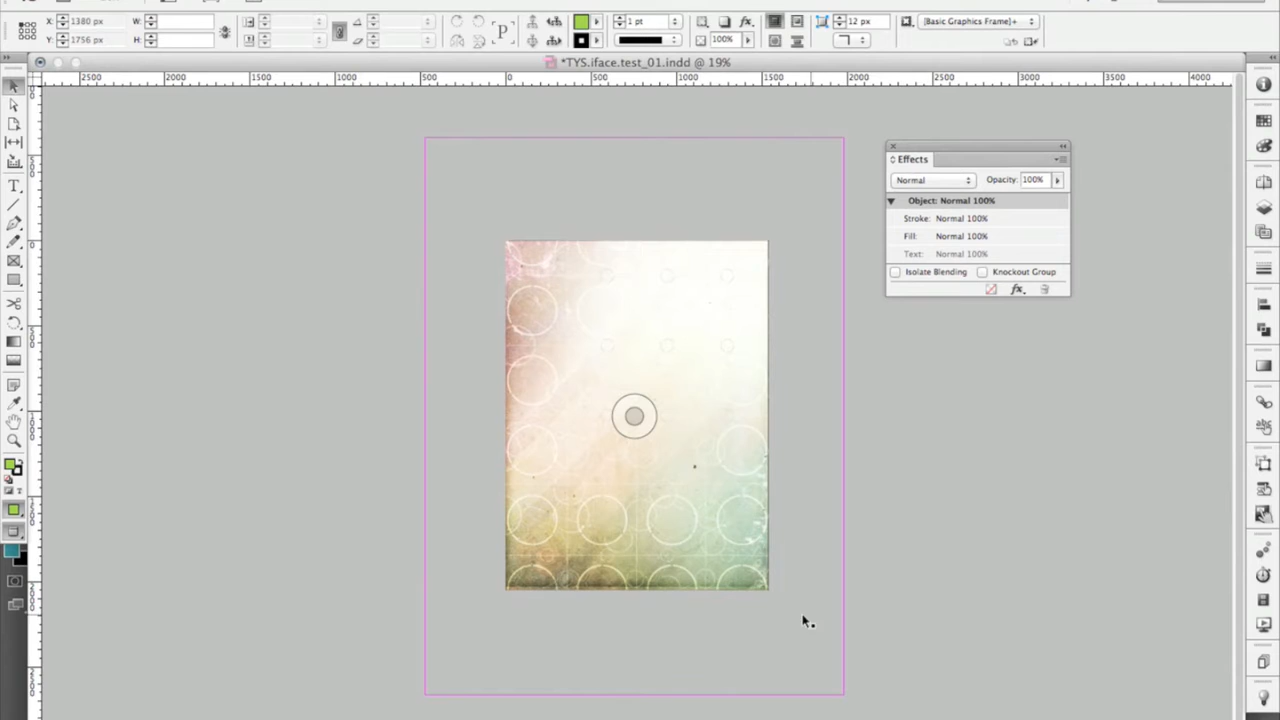 X: 1380 px W: 1 pt fx. 12 px [Basic Graphics Frame]+
Y: 1756 px H: 100%
*TYS.iface.test_01.indd @ 19%
2500 2000 1500 1000 500 0 500 1000 1500 2000 2500 3000 3500 4000
Effects
Normal Opacity: 100%
Object: Normal 100%
Stroke: Normal 100%
Fill: Normal 100%
Text: Normal 100%
Isolate Blending Knockout Group
fx.